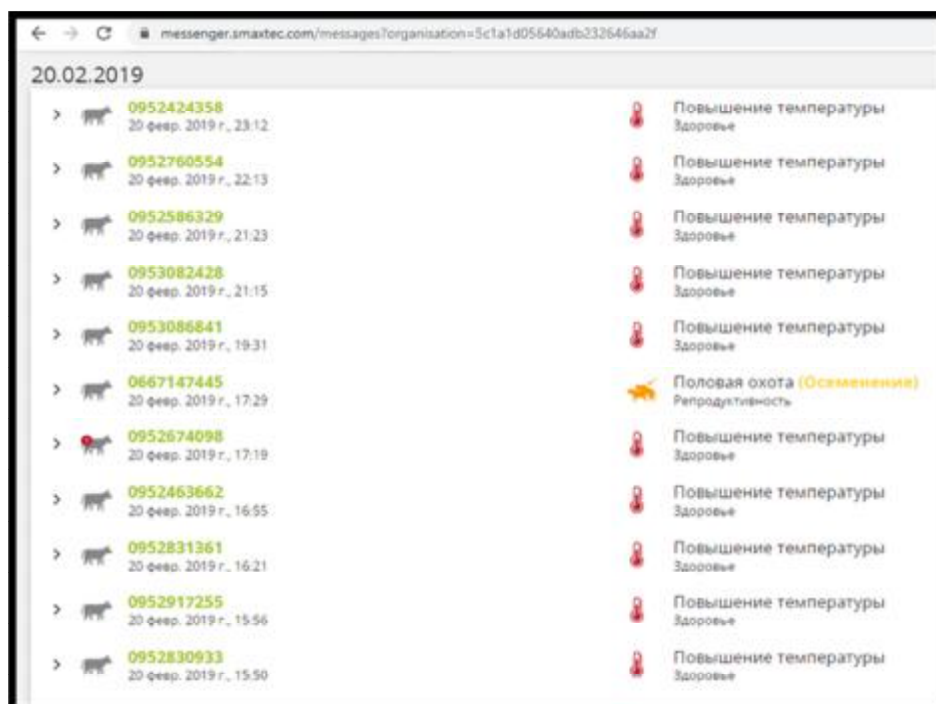 messenger.smaxtec.com/messages?organisation=5c1a1d05640adb232646aa2f
20.02.2019
0952424358 Повышение температуры
20 февр. 2019 г., 23:12 Здоровье
0952760554 Повышение температуры
20 февр. 2019 г., 22:13 Здоровье
0952586329 Повышение температуры
20 февр. 2019 г., 21:23 Здоровье
0953082428 Повышение температуры
20 февр. 2019 г., 21:15 Здоровье
0953086841 Повышение температуры
20 февр. 2019 г., 19:31 Здоровье
0667147445 Половая охота (Осеменения)
20 февр. 2019 г., 17:29 Репродуктивность
0952674098 Повышение температуры
20 февр. 2019 г., 17:19 Здоровье
0952463662 Повышение температуры
20 февр. 2019 г., 16:55 Здоровье
0952831361 Повышение температуры
20 февр. 2019 г., 16:21 Здоровье
0952917255 Повышение температуры
20 февр. 2019 г., 15:56 Здоровье
0952830933 Повышение температуры
20 февр. 2019 г., 15:50 Здоровье